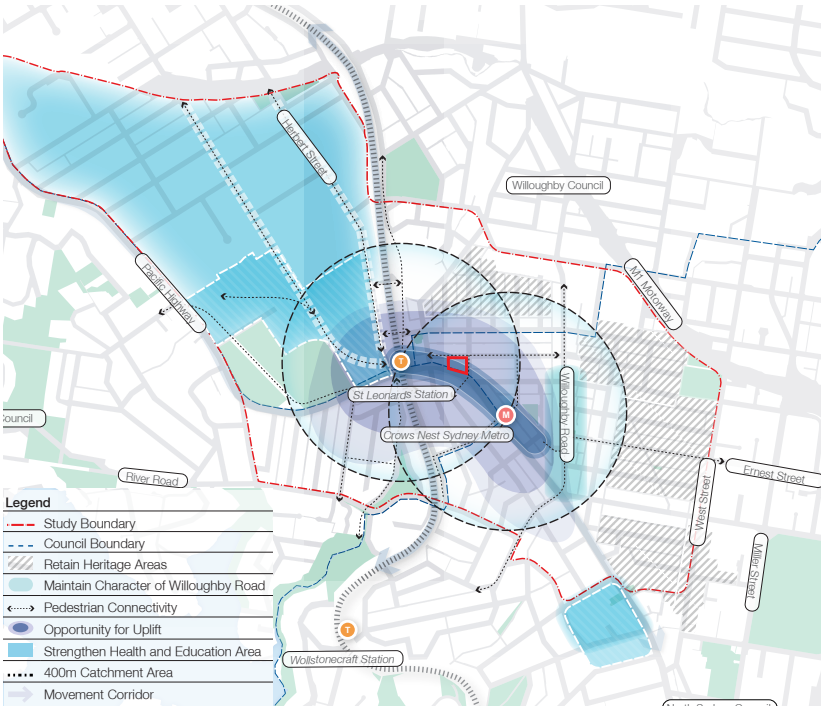 Herbert Street
Willoughby Council
Pacific Highway
M1 Motorway
T
St Leonards Station
M
Crows Nest Sydney Metro
Willoughby Road
Council
River Road
Ernest Street
West Street
Miller Street
Legend
Study Boundary
Council Boundary
Retain Heritage Areas
Maintain Character of Willoughby Road
Pedestrian Connectivity
Opportunity for Uplift
Strengthen Health and Education Area
400m Catchment Area
Movement Corridor
T
Wollstonecraft Station